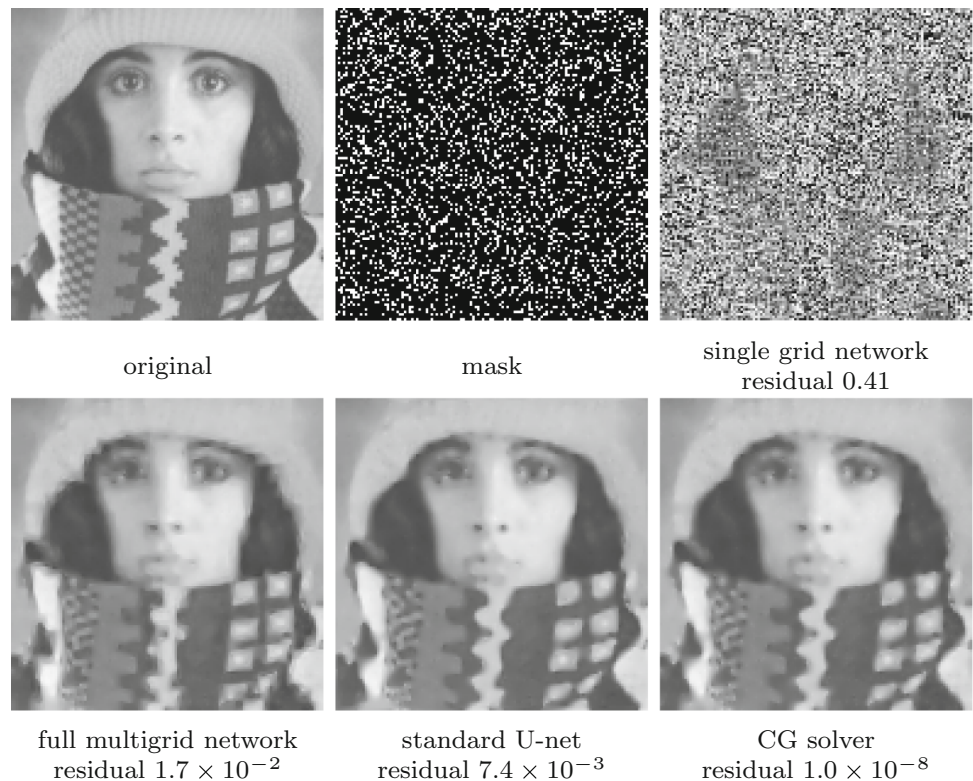 original
mask
single grid network
residual 0.41
full multigrid network
residual 1.7 × 10⁻²
standard U-net
residual 7.4 × 10⁻³
CG solver
residual 1.0 × 10⁻⁸